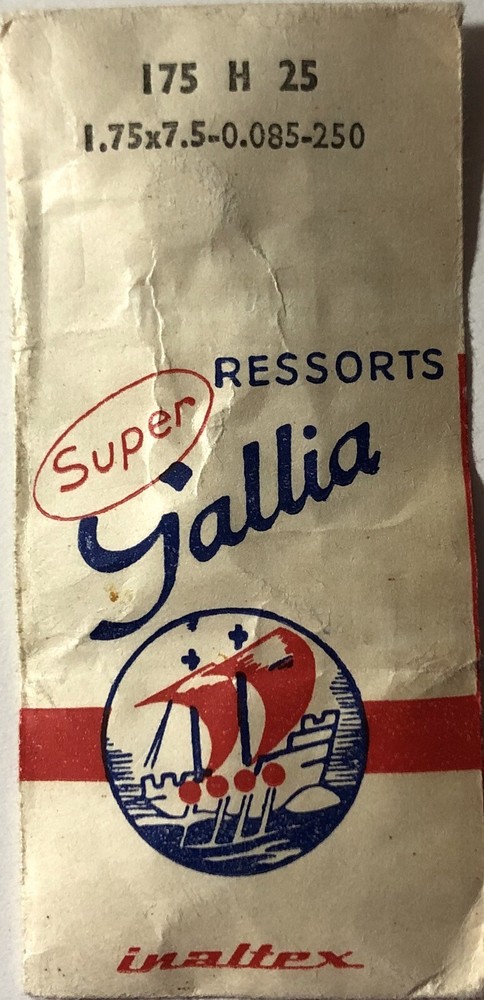 175 H 25
1.75x7.5-0.085-250
RESSORTS
Super
Gallia
inaltex